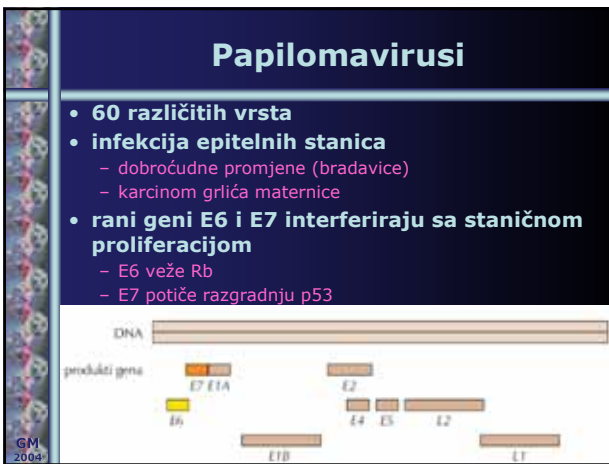 Papilomavirusi
• 60 različitih vrsta
• infekcija epitelnih stanica
– dobroćudne promjene (bradavice)
– karcinom grlića maternice
• rani geni E6 i E7 interferiraju sa staničnom
proliferacijom
– E6 veže Rb
– E7 potiče razgradnju p53
DNA
produkti gena
E7 E1A E2
E6 E4 E5 L2
E1B L1
GM
2004